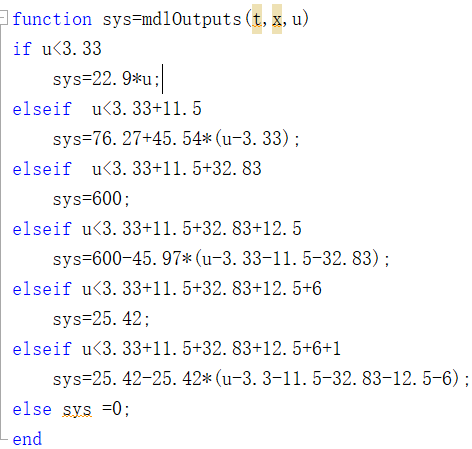 function sys=mdlOutputs(t,x,u)
if u<3.33
sys=22.9*u;
elseif  u<3.33+11.5
sys=76.27+45.54*(u-3.33);
elseif  u<3.33+11.5+32.83
sys=600;
elseif u<3.33+11.5+32.83+12.5
sys=600-45.97*(u-3.33-11.5-32.83);
elseif u<3.33+11.5+32.83+12.5+6
sys=25.42;
elseif u<3.33+11.5+32.83+12.5+6+1
sys=25.42-25.42*(u-3.3-11.5-32.83-12.5-6);
else sys =0;
end